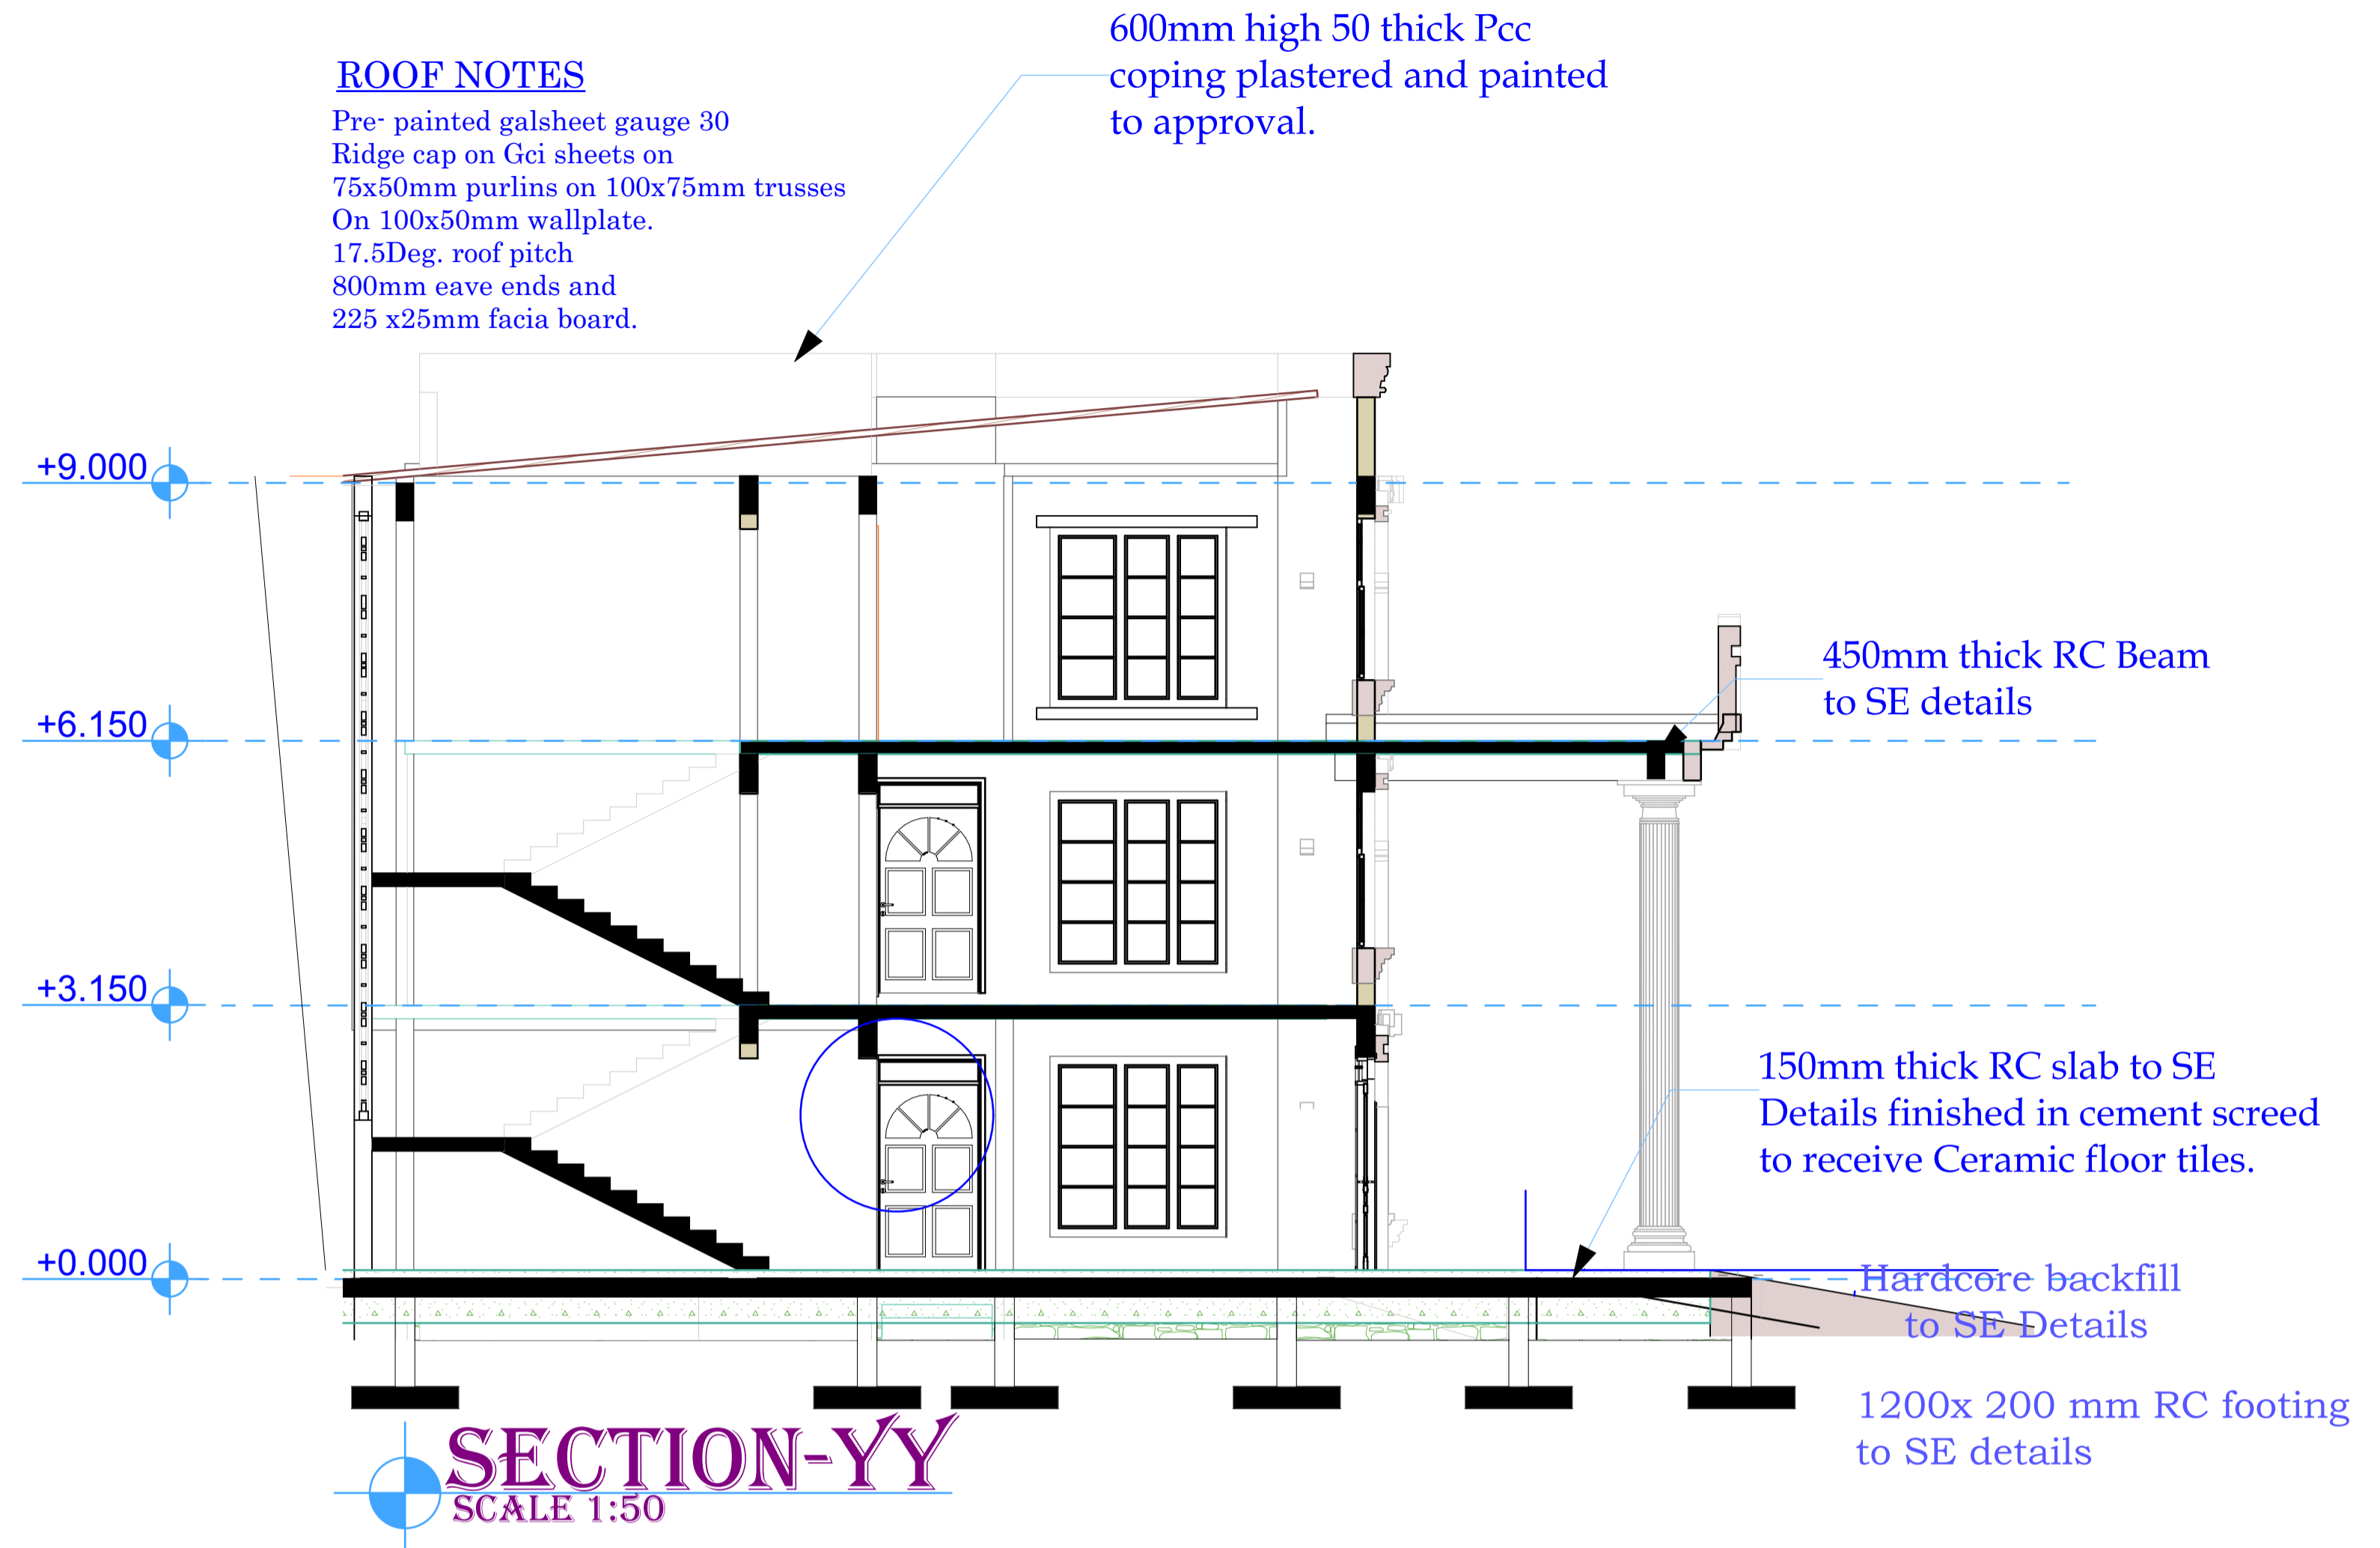 600mm high 50 thick Pcc
coping plastered and painted
to approval.
ROOF NOTES
Pre- painted galsheet gauge 30
Ridge cap on Gci sheets on
75x50mm purlins on 100x75mm trusses
On 100x50mm wallplate.
17.5Deg. roof pitch
800mm eave ends and
225 x25mm facia board.
+9.000
450mm thick RC Beam
to SE details
+6.150
+3.150
150mm thick RC slab to SE
Details finished in cement screed
to receive Ceramic floor tiles.
+0.000
Hardcore backfill
to SE Details
1200x 200 mm RC footing
to SE details
SECTION-YY
SCALE 1:50